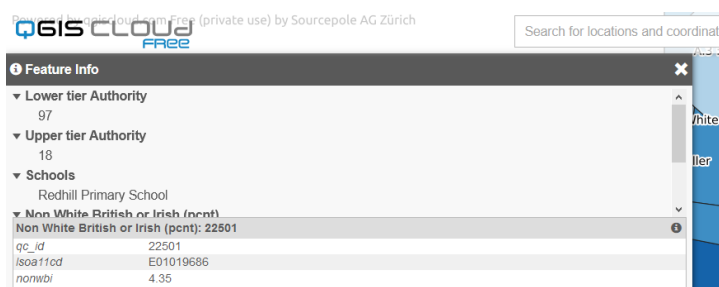 Powered by qgiscloud.com Free (private use) by Sourcepole AG Zürich
QGIS CLOUD
FREE
Search for locations and coordinat
Feature Info
Lower tier Authority
97
Upper tier Authority
18
Schools
Redhill Primary School
Non White British or Irish (pcnt)
Non White British or Irish (pcnt): 22501
qc_id 22501
lsoa11cd E01019686
nonwbi 4.35